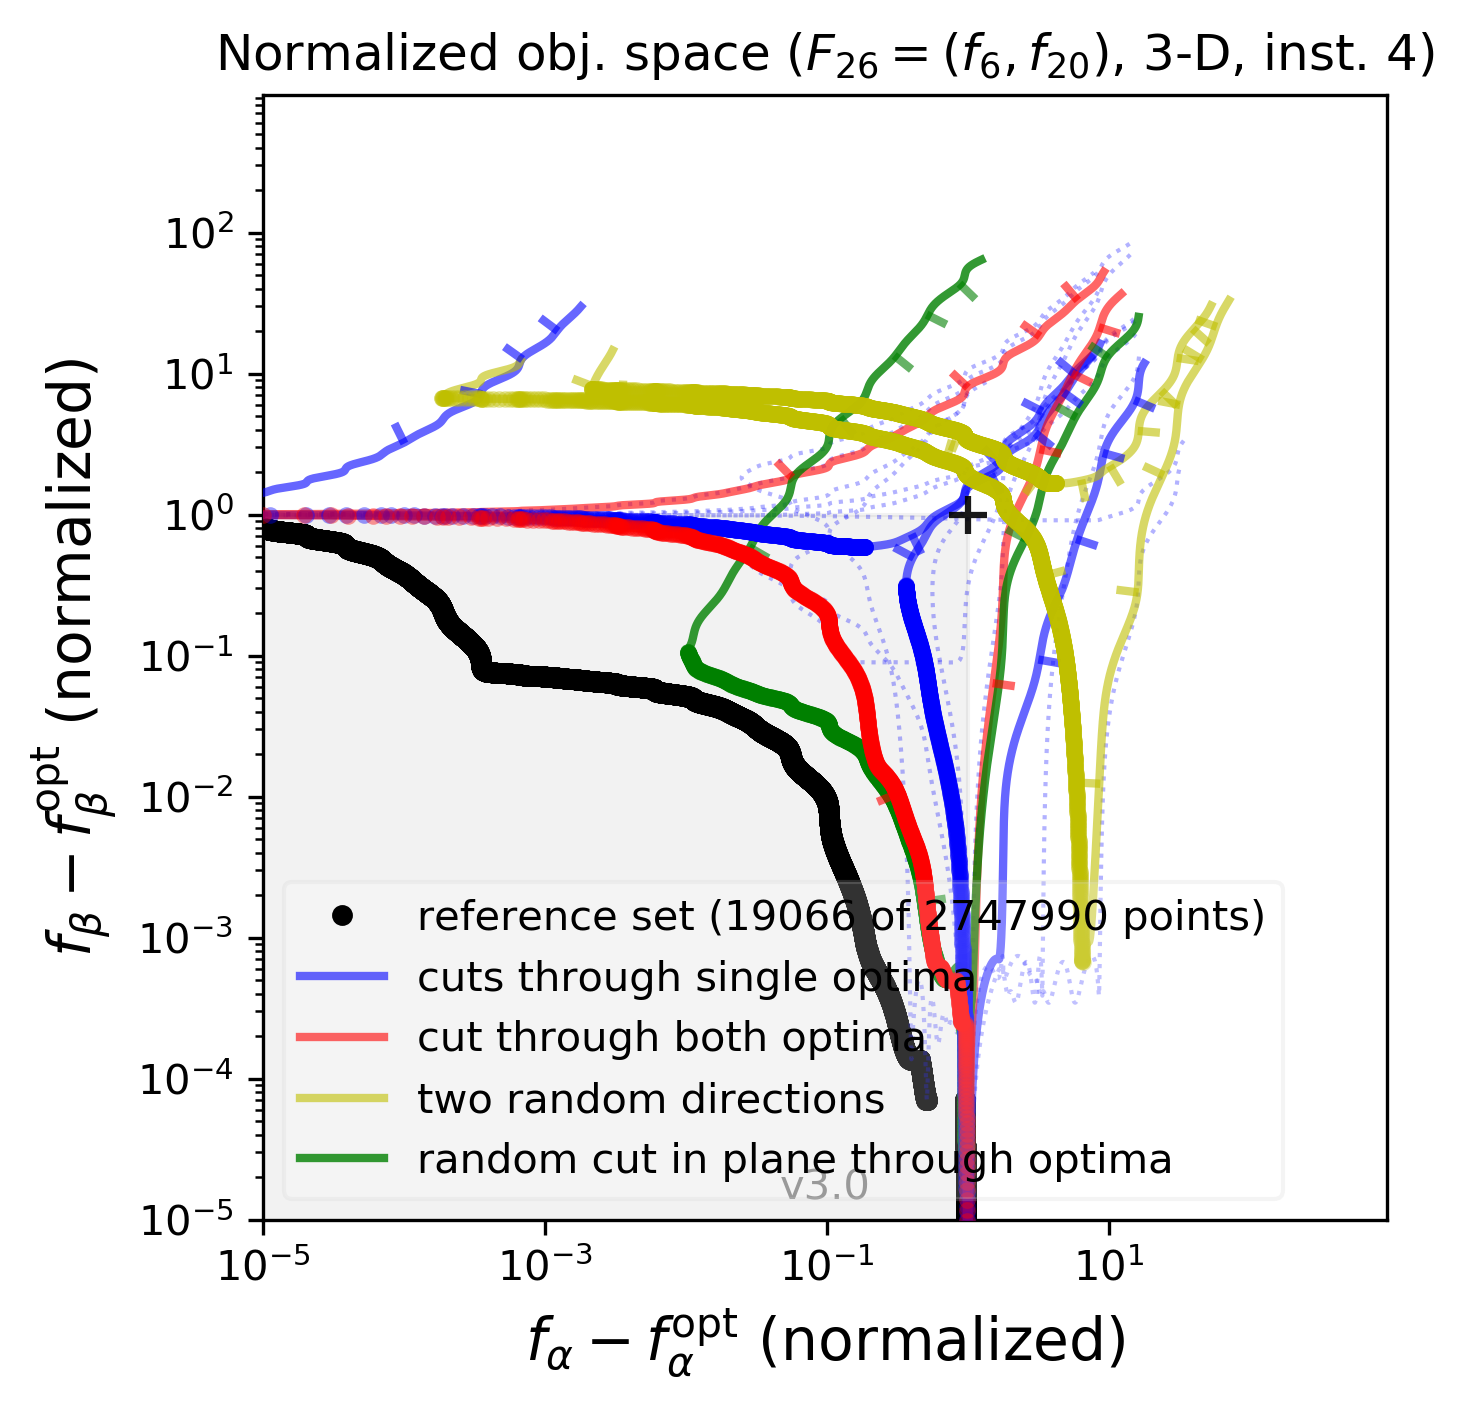 Normalized obj. space (F₂₆ = (f₆, f₂₀), 3-D, inst. 4)
10²
10¹
10⁰
10⁻¹
10⁻²
10⁻³
10⁻⁴
10⁻⁵
f_β − f_β^opt (normalized)
reference set (19066 of 2747990 points)
cuts through single optima
cut through both optima
two random directions
random cut in plane through optima
v3.0
10⁻⁵ 10⁻³ 10⁻¹ 10¹
f_α − f_α^opt (normalized)